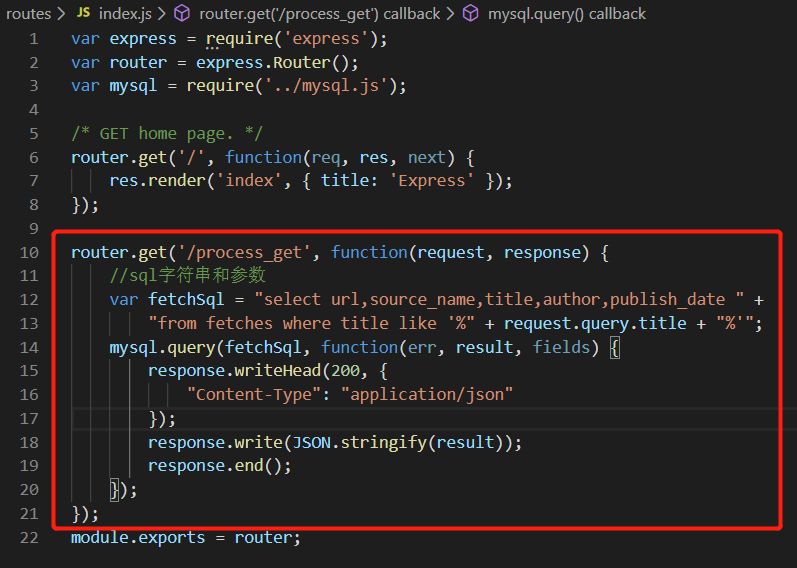 routes > JS index.js > router.get('/process_get') callback > mysql.query() callback
1 var express = require('express');
2 var router = express.Router();
3 var mysql = require('../mysql.js');
4
5 /* GET home page. */
6 router.get('/', function(req, res, next) {
7 res.render('index', { title: 'Express' });
8 });
9
10 router.get('/process_get', function(request, response) {
11 //sql字符串和参数
12 var fetchSql = "select url,source_name,title,author,publish_date " +
13 "from fetches where title like '%" + request.query.title + "%'";
14 mysql.query(fetchSql, function(err, result, fields) {
15 response.writeHead(200, {
16 "Content-Type": "application/json"
17 });
18 response.write(JSON.stringify(result));
19 response.end();
20 });
21 });
22 module.exports = router;